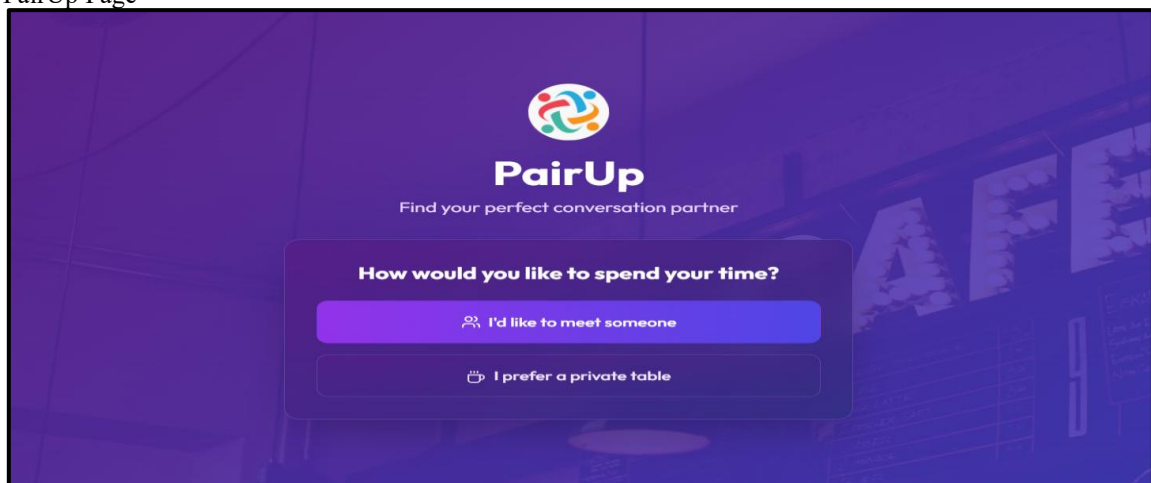 PairUp Page
PairUp
Find your perfect conversation partner
How would you like to spend your time?
I'd like to meet someone
I prefer a private table
AFE